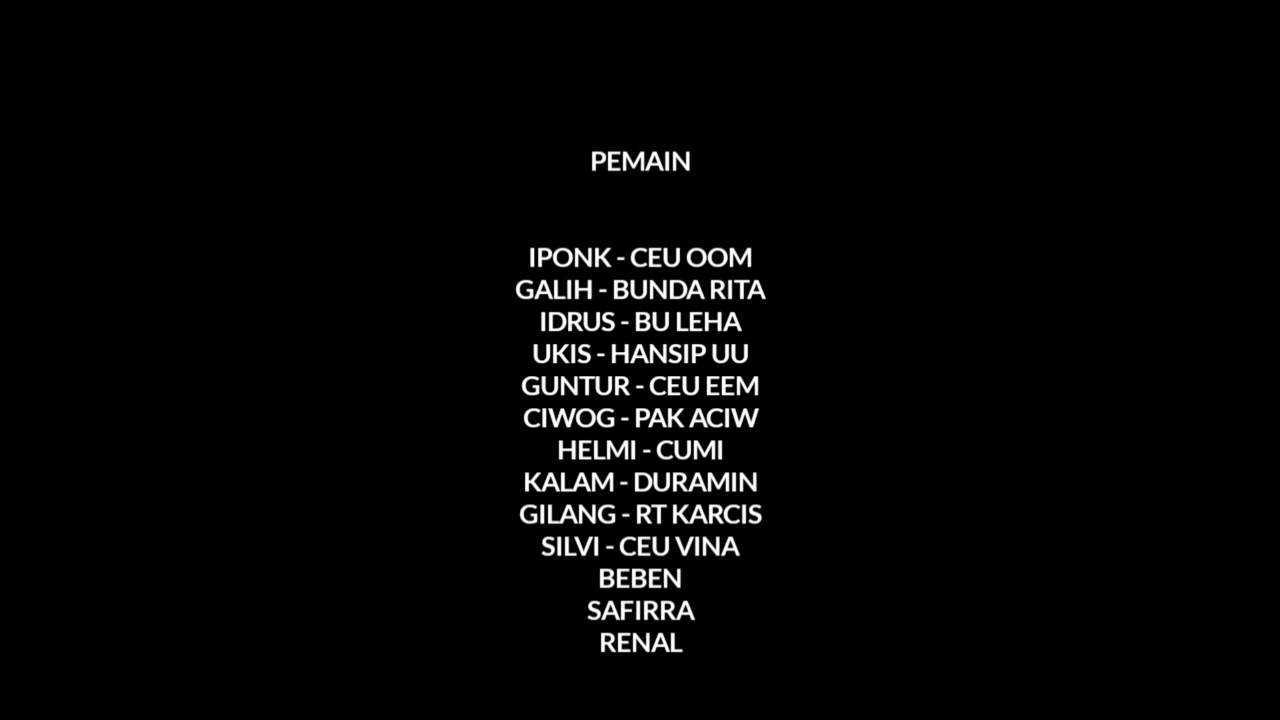 PEMAIN
IPONK - CEU OOM
GALIH - BUNDA RITA
IDRUS - BU LEHA
UKIS - HANSIP UU
GUNTUR - CEU EEM
CIWOG - PAK ACIW
HELMI - CUMI
KALAM - DURAMIN
GILANG - RT KARCIS
SILVI - CEU VINA
BEBEN
SAFIRRA
RENAL